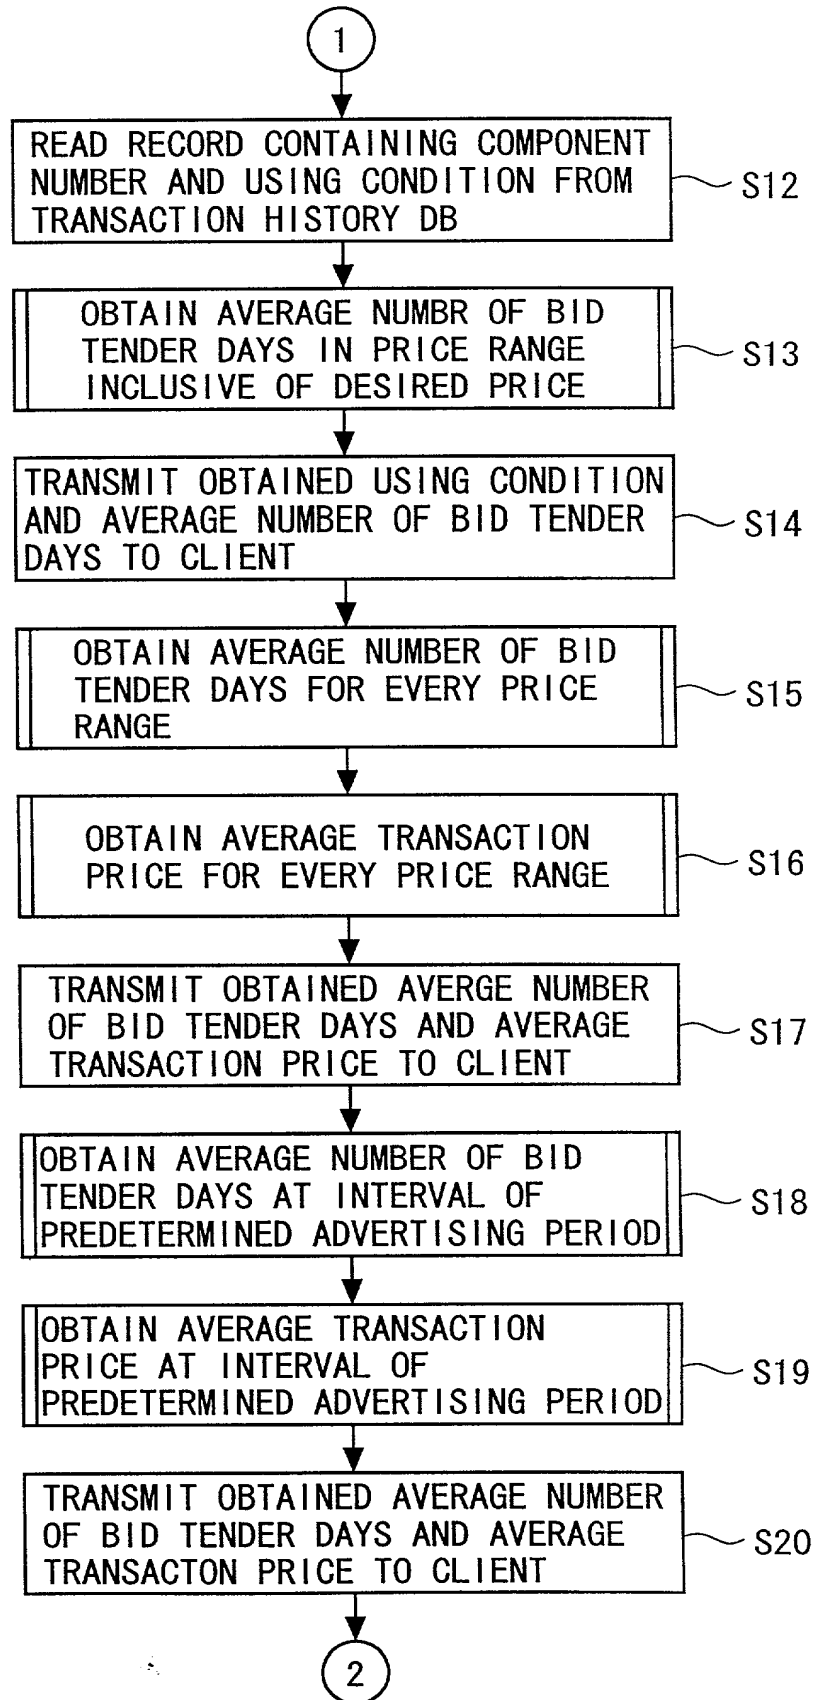 1
READ RECORD CONTAINING COMPONENT
NUMBER AND USING CONDITION FROM
TRANSACTION HISTORY DB
S12
OBTAIN AVERAGE NUMBR OF BID
TENDER DAYS IN PRICE RANGE
INCLUSIVE OF DESIRED PRICE
S13
TRANSMIT OBTAINED USING CONDITION
AND AVERAGE NUMBER OF BID TENDER
DAYS TO CLIENT
S14
OBTAIN AVERAGE NUMBER OF BID
TENDER DAYS FOR EVERY PRICE
RANGE
S15
OBTAIN AVERAGE TRANSACTION
PRICE FOR EVERY PRICE RANGE
S16
TRANSMIT OBTAINED AVERGE NUMBER
OF BID TENDER DAYS AND AVERAGE
TRANSACTION PRICE TO CLIENT
S17
OBTAIN AVERAGE NUMBER OF BID
TENDER DAYS AT INTERVAL OF
PREDETERMINED ADVERTISING PERIOD
S18
OBTAIN AVERAGE TRANSACTION
PRICE AT INTERVAL OF
PREDETERMINED ADVERTISING PERIOD
S19
TRANSMIT OBTAINED AVERAGE NUMBER
OF BID TENDER DAYS AND AVERAGE
TRANSACTON PRICE TO CLIENT
S20
2